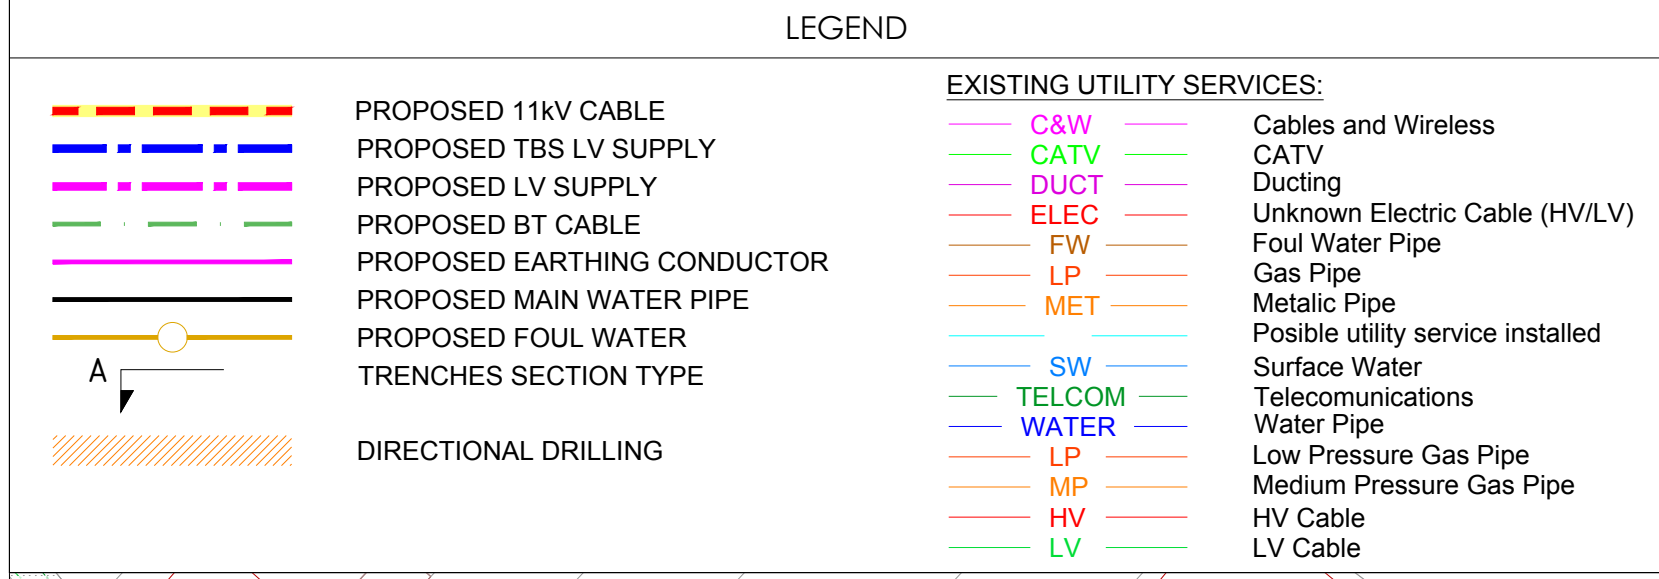 LEGEND
PROPOSED 11kV CABLE
PROPOSED TBS LV SUPPLY
PROPOSED LV SUPPLY
PROPOSED BT CABLE
PROPOSED EARTHING CONDUCTOR
PROPOSED MAIN WATER PIPE
PROPOSED FOUL WATER
A TRENCHES SECTION TYPE
DIRECTIONAL DRILLING
EXISTING UTILITY SERVICES:
C&W Cables and Wireless
CATV CATV
DUCT Ducting
ELEC Unknown Electric Cable (HV/LV)
FW Foul Water Pipe
LP Gas Pipe
MET Metalic Pipe
Posible utility service installed
SW Surface Water
TELCOM Telecomunications
WATER Water Pipe
LP Low Pressure Gas Pipe
MP Medium Pressure Gas Pipe
HV HV Cable
LV LV Cable